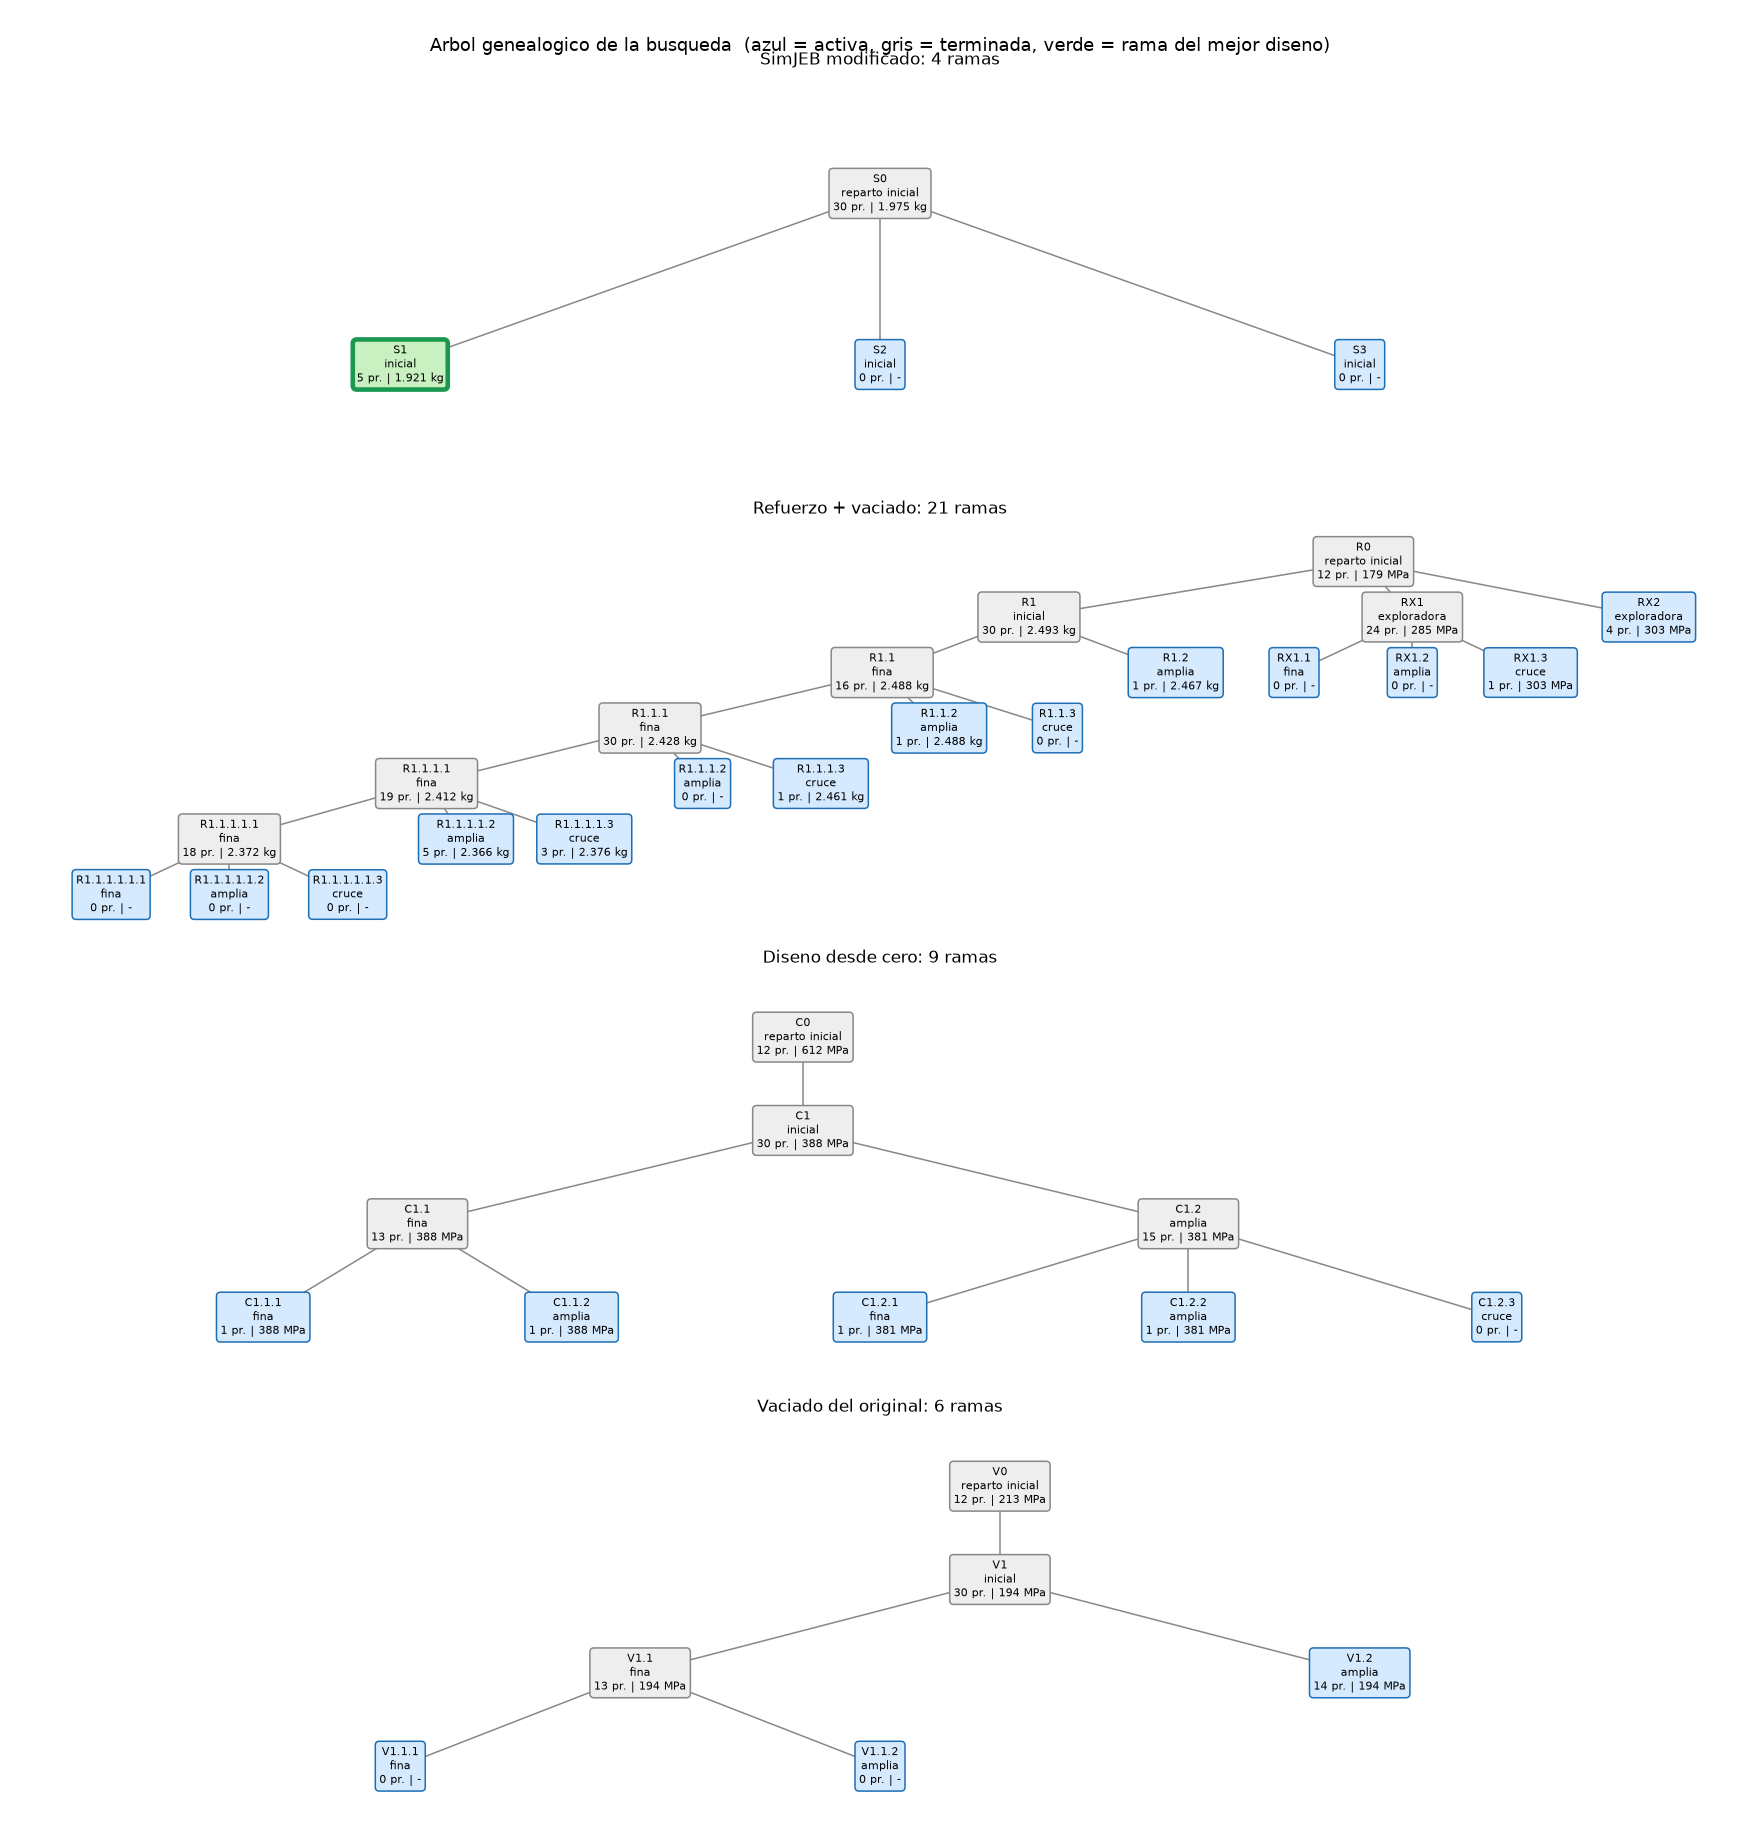 Arbol genealogico de la busqueda  (azul = activa, gris = terminada, verde = rama del mejor diseno)
SimJEB modificado: 4 ramas
S0
reparto inicial
30 pr. | 1.975 kg
S1
inicial
5 pr. | 1.921 kg
S2
inicial
0 pr. | -
S3
inicial
0 pr. | -
Refuerzo + vaciado: 21 ramas
R0
reparto inicial
12 pr. | 179 MPa
R1
inicial
30 pr. | 2.493 kg
RX1
exploradora
24 pr. | 285 MPa
RX2
exploradora
4 pr. | 303 MPa
R1.1
fina
16 pr. | 2.488 kg
R1.2
amplia
1 pr. | 2.467 kg
RX1.1
fina
0 pr. | -
RX1.2
amplia
0 pr. | -
RX1.3
cruce
1 pr. | 303 MPa
R1.1.1
fina
30 pr. | 2.428 kg
R1.1.2
amplia
1 pr. | 2.488 kg
R1.1.3
cruce
0 pr. | -
R1.1.1.1
fina
19 pr. | 2.412 kg
R1.1.1.2
amplia
0 pr. | -
R1.1.1.3
cruce
1 pr. | 2.461 kg
R1.1.1.1.1
fina
18 pr. | 2.372 kg
R1.1.1.1.2
amplia
5 pr. | 2.366 kg
R1.1.1.1.3
cruce
3 pr. | 2.376 kg
R1.1.1.1.1.1
fina
0 pr. | -
R1.1.1.1.1.2
amplia
0 pr. | -
R1.1.1.1.1.3
cruce
0 pr. | -
Diseno desde cero: 9 ramas
C0
reparto inicial
12 pr. | 612 MPa
C1
inicial
30 pr. | 388 MPa
C1.1
fina
13 pr. | 388 MPa
C1.2
amplia
15 pr. | 381 MPa
C1.1.1
fina
1 pr. | 388 MPa
C1.1.2
amplia
1 pr. | 388 MPa
C1.2.1
fina
1 pr. | 381 MPa
C1.2.2
amplia
1 pr. | 381 MPa
C1.2.3
cruce
0 pr. | -
Vaciado del original: 6 ramas
V0
reparto inicial
12 pr. | 213 MPa
V1
inicial
30 pr. | 194 MPa
V1.1
fina
13 pr. | 194 MPa
V1.2
amplia
14 pr. | 194 MPa
V1.1.1
fina
0 pr. | -
V1.1.2
amplia
0 pr. | -